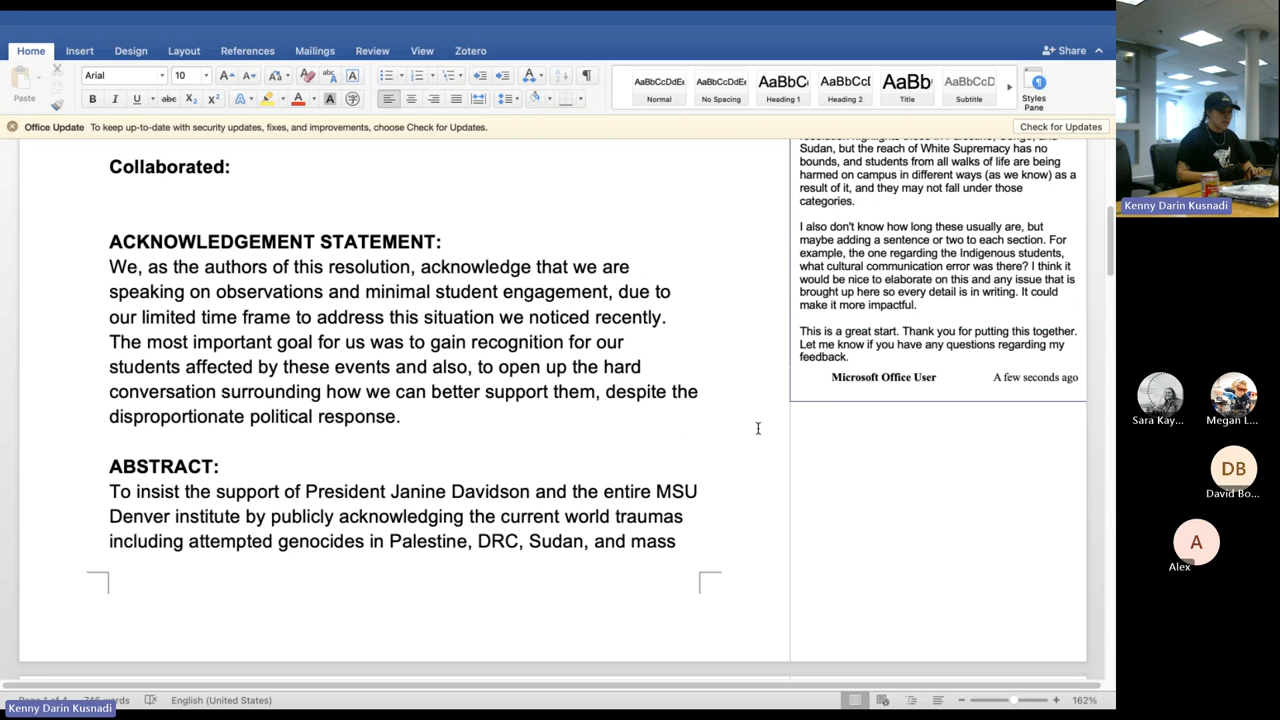 Home Insert Design Layout References Mailings Review View Zotero Share
Arial 10
Paste
AaBbCcDdEe AaBbCcDdEe AaBbC AaBbCcI AaBb AaBbCcD
Normal No Spacing Heading 1 Heading 2 Title Subtitle Styles Pane
Office Update To keep up-to-date with security updates, fixes, and improvements, choose Check for Updates. Check for Updates
Collaborated:
ACKNOWLEDGEMENT STATEMENT:
We, as the authors of this resolution, acknowledge that we are
speaking on observations and minimal student engagement, due to
our limited time frame to address this situation we noticed recently.
The most important goal for us was to gain recognition for our
students affected by these events and also, to open up the hard
conversation surrounding how we can better support them, despite the
disproportionate political response.
ABSTRACT:
To insist the support of President Janine Davidson and the entire MSU
Denver institute by publicly acknowledging the current world traumas
including attempted genocides in Palestine, DRC, Sudan, and mass
Sudan, but the reach of White Supremacy has no
bounds, and students from all walks of life are being
harmed on campus in different ways (as we know) as a
result of it, and they may not fall under those
categories.
I also don't know how long these usually are, but
maybe adding a sentence or two to each section. For
example, the one regarding the Indigenous students,
what cultural communication error was there? I think it
would be nice to elaborate on this and any issue that is
brought up here so every detail is in writing. It could
make it more impactful.
This is a great start. Thank you for putting this together.
Let me know if you have any questions regarding my
feedback.
Microsoft Office User A few seconds ago
English (United States)
162%
Kenny Darin Kusnadi
Kenny Darin Kusnadi
Sara Kay... Megan L...
DB
David Bo...
A
Alex